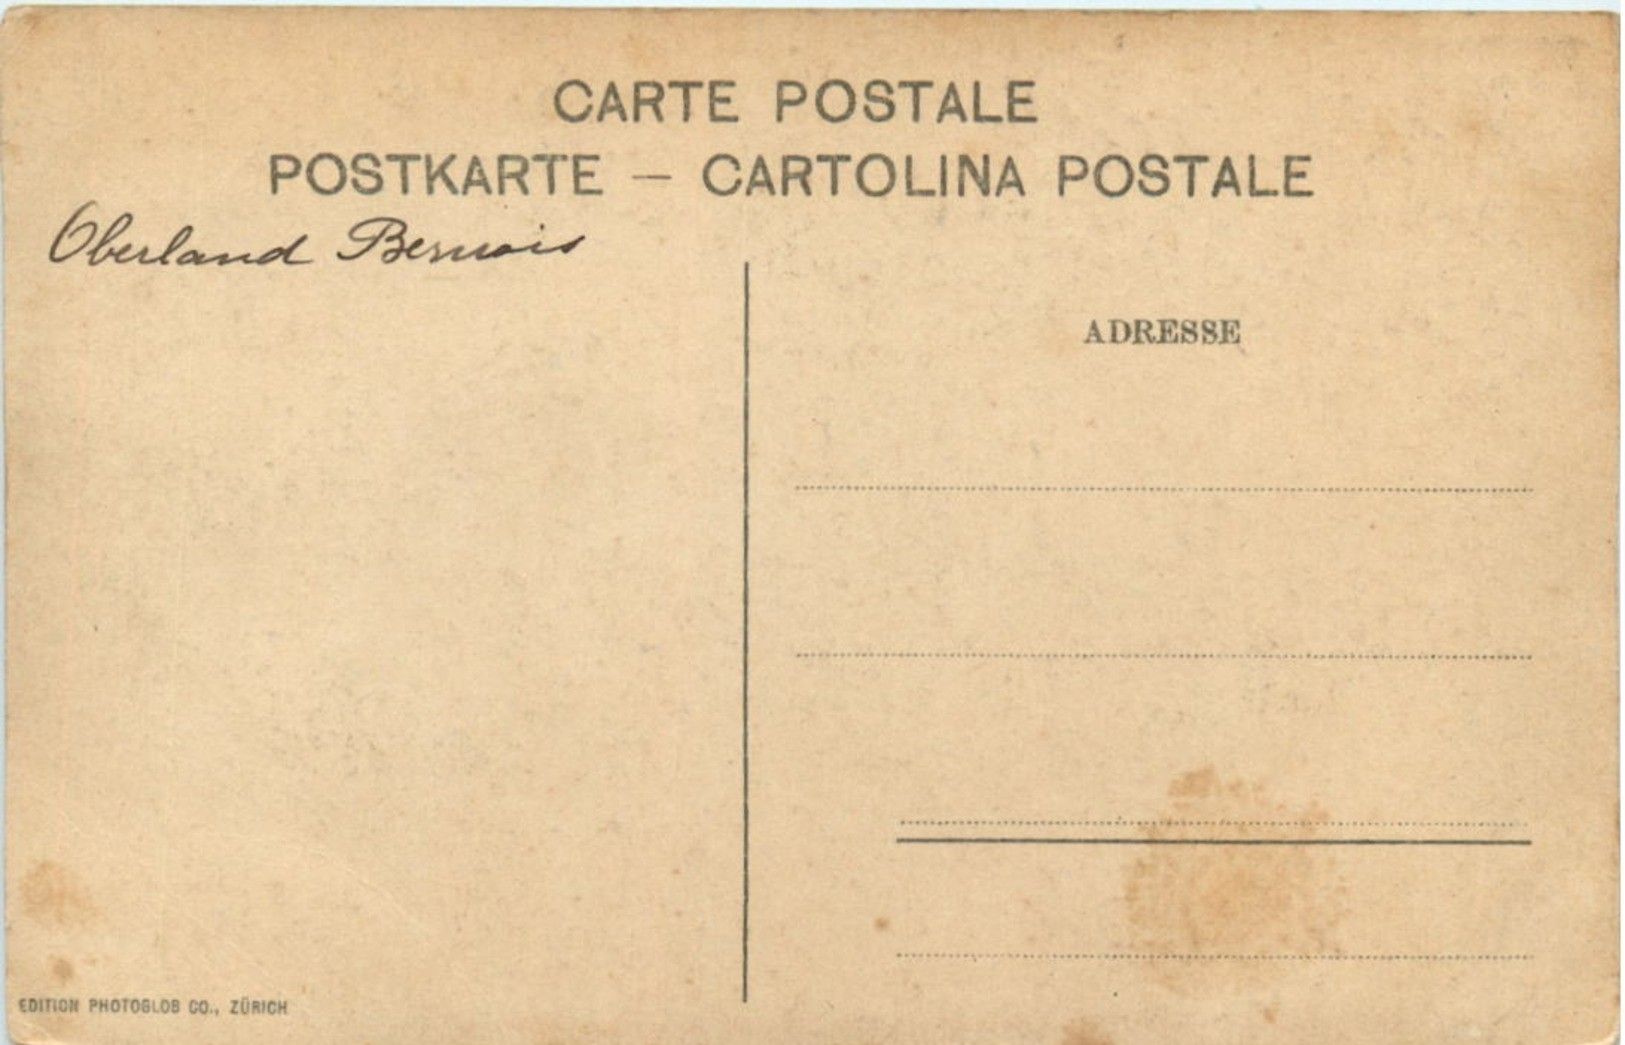 CARTE POSTALE
POSTKARTE — CARTOLINA POSTALE
Oberland Bernois
ADRESSE
EDITION PHOTOGLOB CO., ZÜRICH